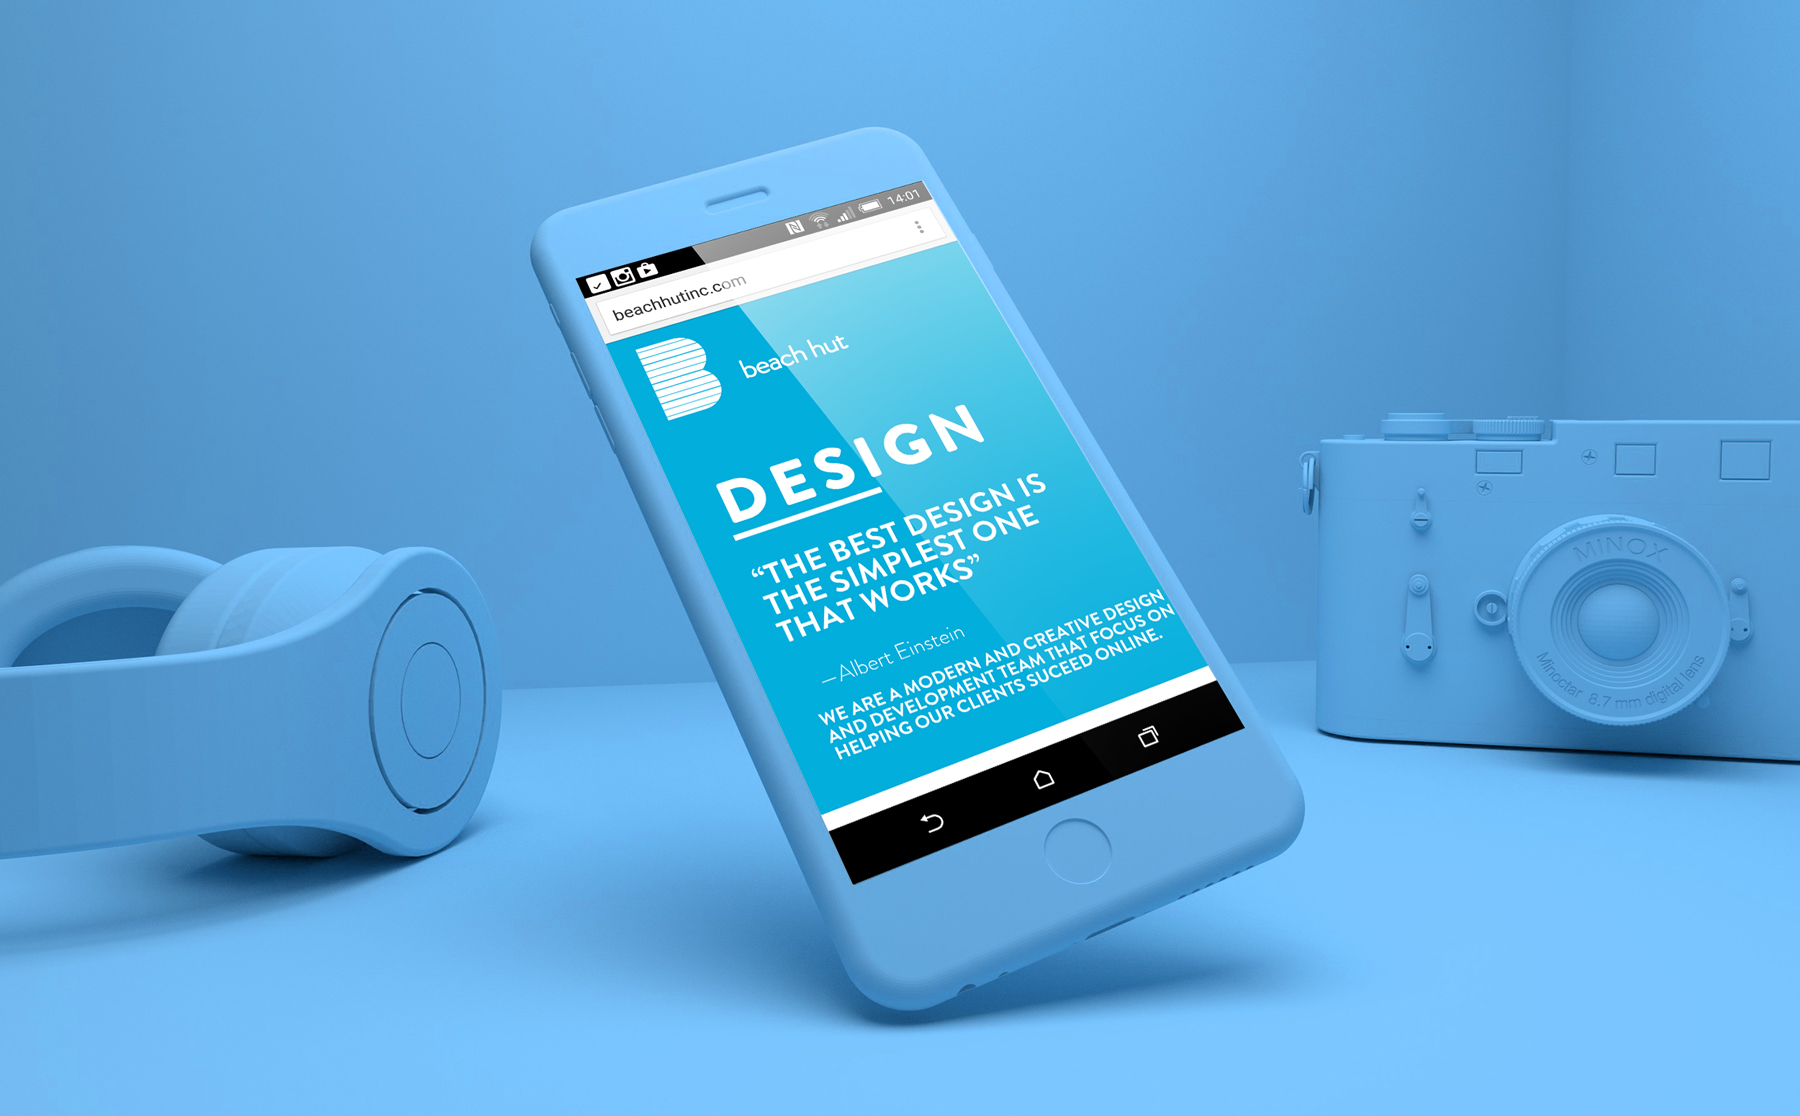 14:01
beachhutinc.com
B
beach hut
DESIGN
“THE BEST DESIGN IS
THE SIMPLEST ONE
THAT WORKS”
—Albert Einstein
WE ARE A MODERN AND CREATIVE DESIGN
AND DEVELOPMENT TEAM THAT FOCUS ON
HELPING OUR CLIENTS SUCEED ONLINE.
MINOX
Minoctar 8.7 mm digital lens